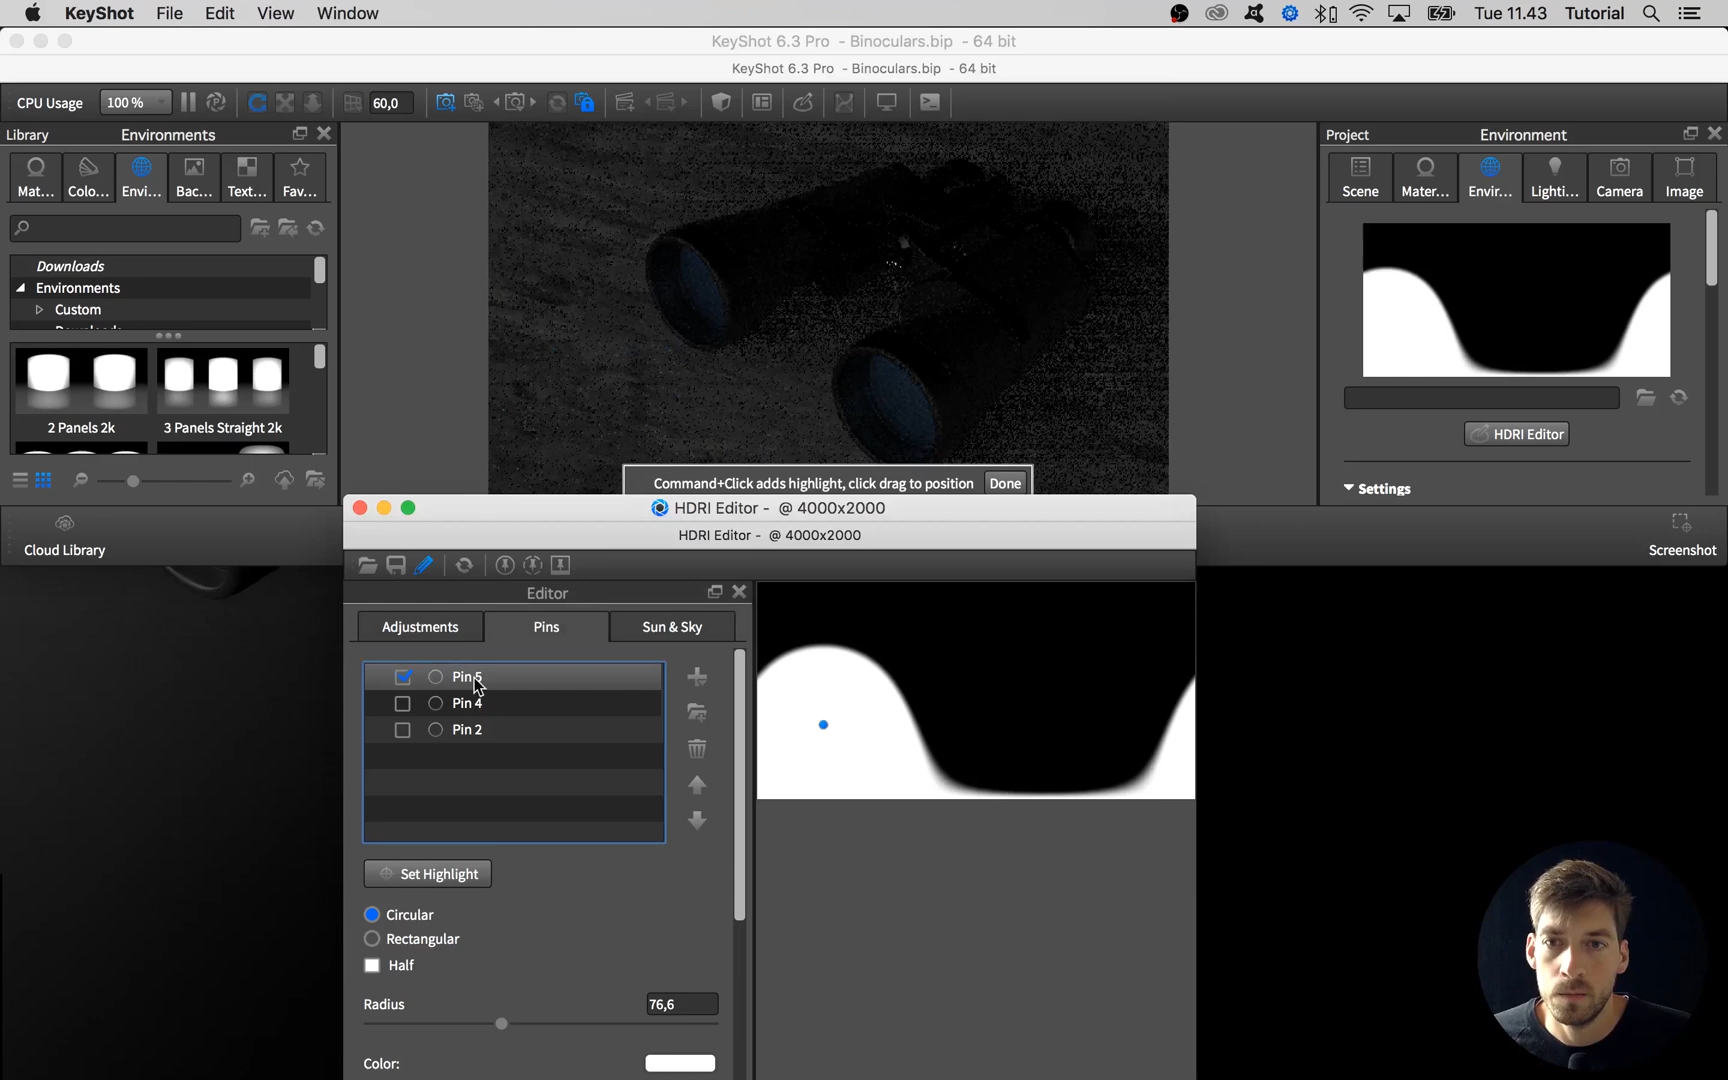 KeyShot File Edit View Window Tue 11.43 Tutorial
KeyShot 6.3 Pro - Binoculars.bip - 64 bit
KeyShot 6.3 Pro - Binoculars.bip - 64 bit
CPU Usage 100 % 60,0
Library Environments
Mat... Colo... Envi... Bac... Text... Fav...
Downloads
Environments
Custom
2 Panels 2k 3 Panels Straight 2k
Cloud Library
Project Environment
Scene Mater... Envir... Lighti... Camera Image
HDRI Editor
Settings
Screenshot
Command+Click adds highlight, click drag to position Done
HDRI Editor - @ 4000x2000
HDRI Editor - @ 4000x2000
Editor
Adjustments Pins Sun & Sky
Pin 5
Pin 4
Pin 2
Set Highlight
Circular
Rectangular
Half
Radius 76,6
Color: